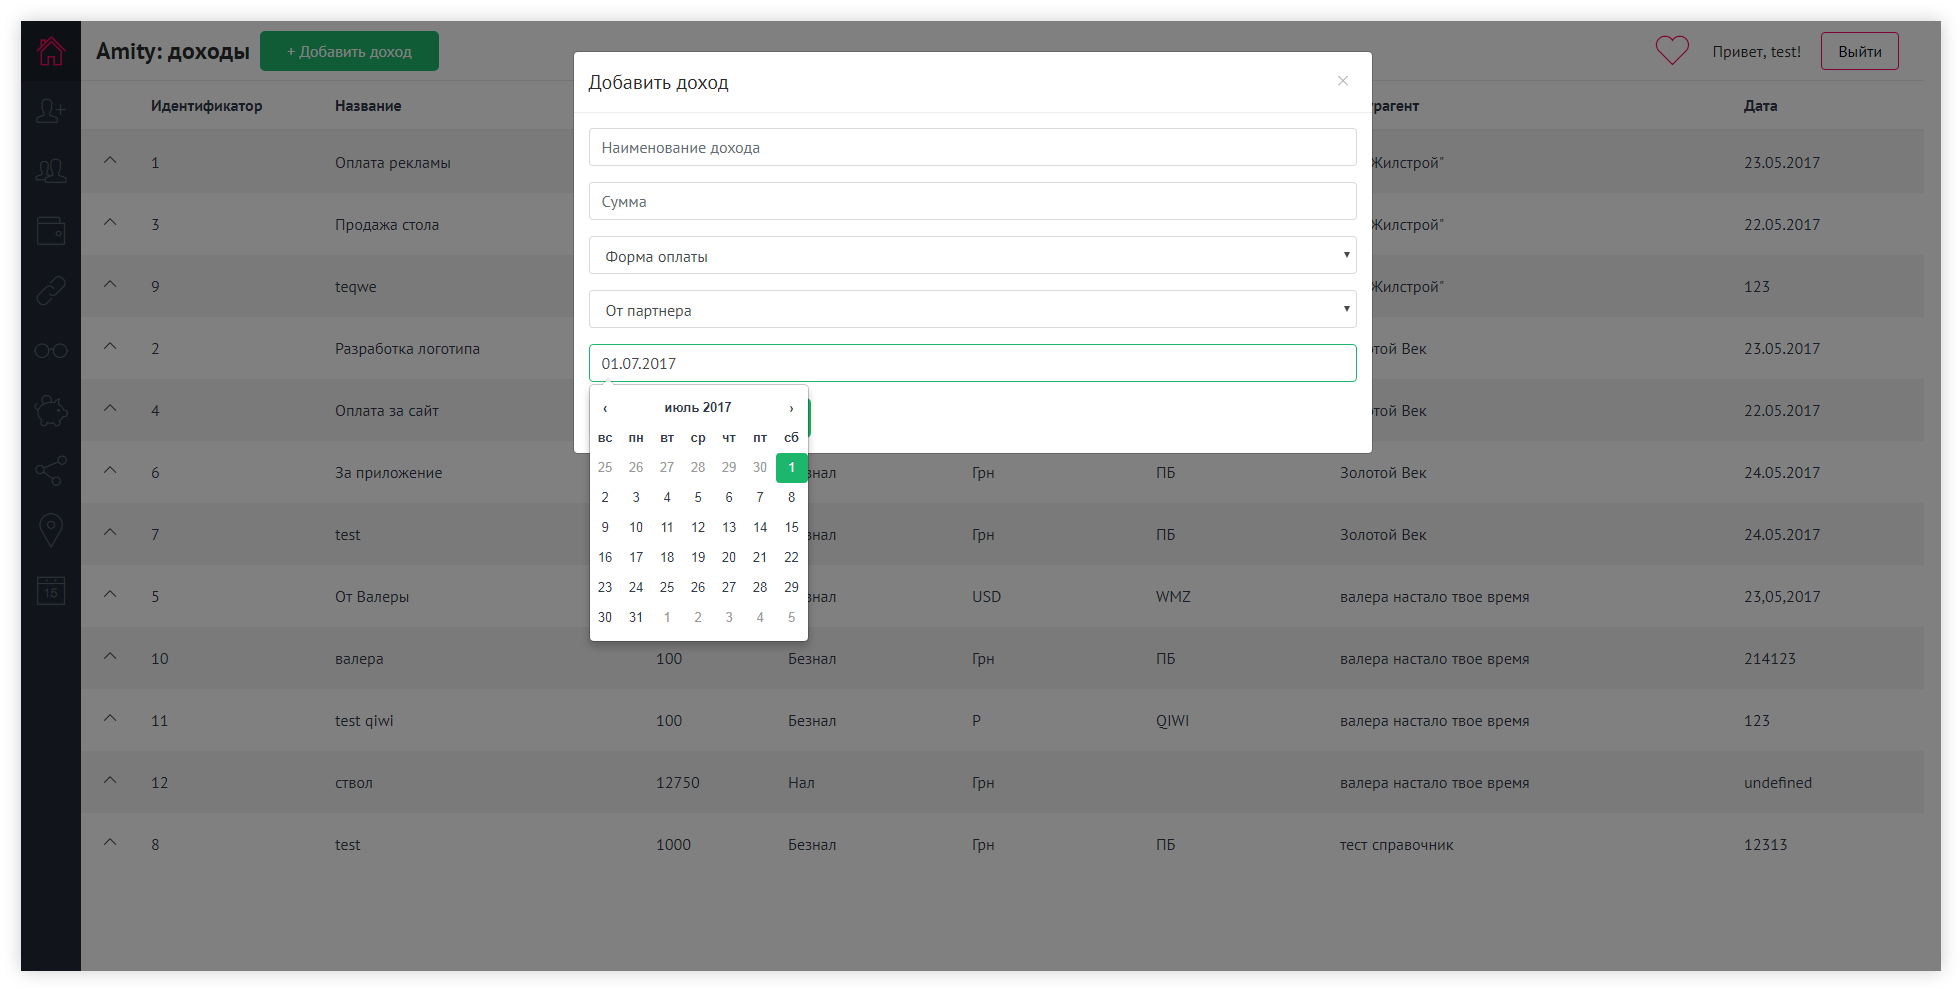 Amity: доходы
+ Добавить доход
Привет, test!
Выйти
Добавить доход
×
Идентификатор Название рагент Дата
Наименование дохода
1 Оплата рекламы Жилстрой" 23.05.2017
Сумма
3 Продажа стола Жилстрой" 22.05.2017
Форма оплаты
9 teqwe Жилстрой" 123
От партнера
2 Разработка логотипа той Век 23.05.2017
01.07.2017
4 Оплата за сайт той Век 22.05.2017
‹ июль 2017 ›
вс пн вт ср чт пт сб
25 26 27 28 29 30 1
2 3 4 5 6 7 8
9 10 11 12 13 14 15
16 17 18 19 20 21 22
23 24 25 26 27 28 29
30 31 1 2 3 4 5
6 За приложение знал Грн ПБ Золотой Век 24.05.2017
7 test знал Грн ПБ Золотой Век 24.05.2017
16
5 От Валеры знал USD WMZ валера настало твое время 23,05,2017
10 валера 100 Безнал Грн ПБ валера настало твое время 214123
11 test qiwi 100 Безнал Р QIWI валера настало твое время 123
12 ствол 12750 Нал Грн валера настало твое время undefined
8 test 1000 Безнал Грн ПБ тест справочник 12313